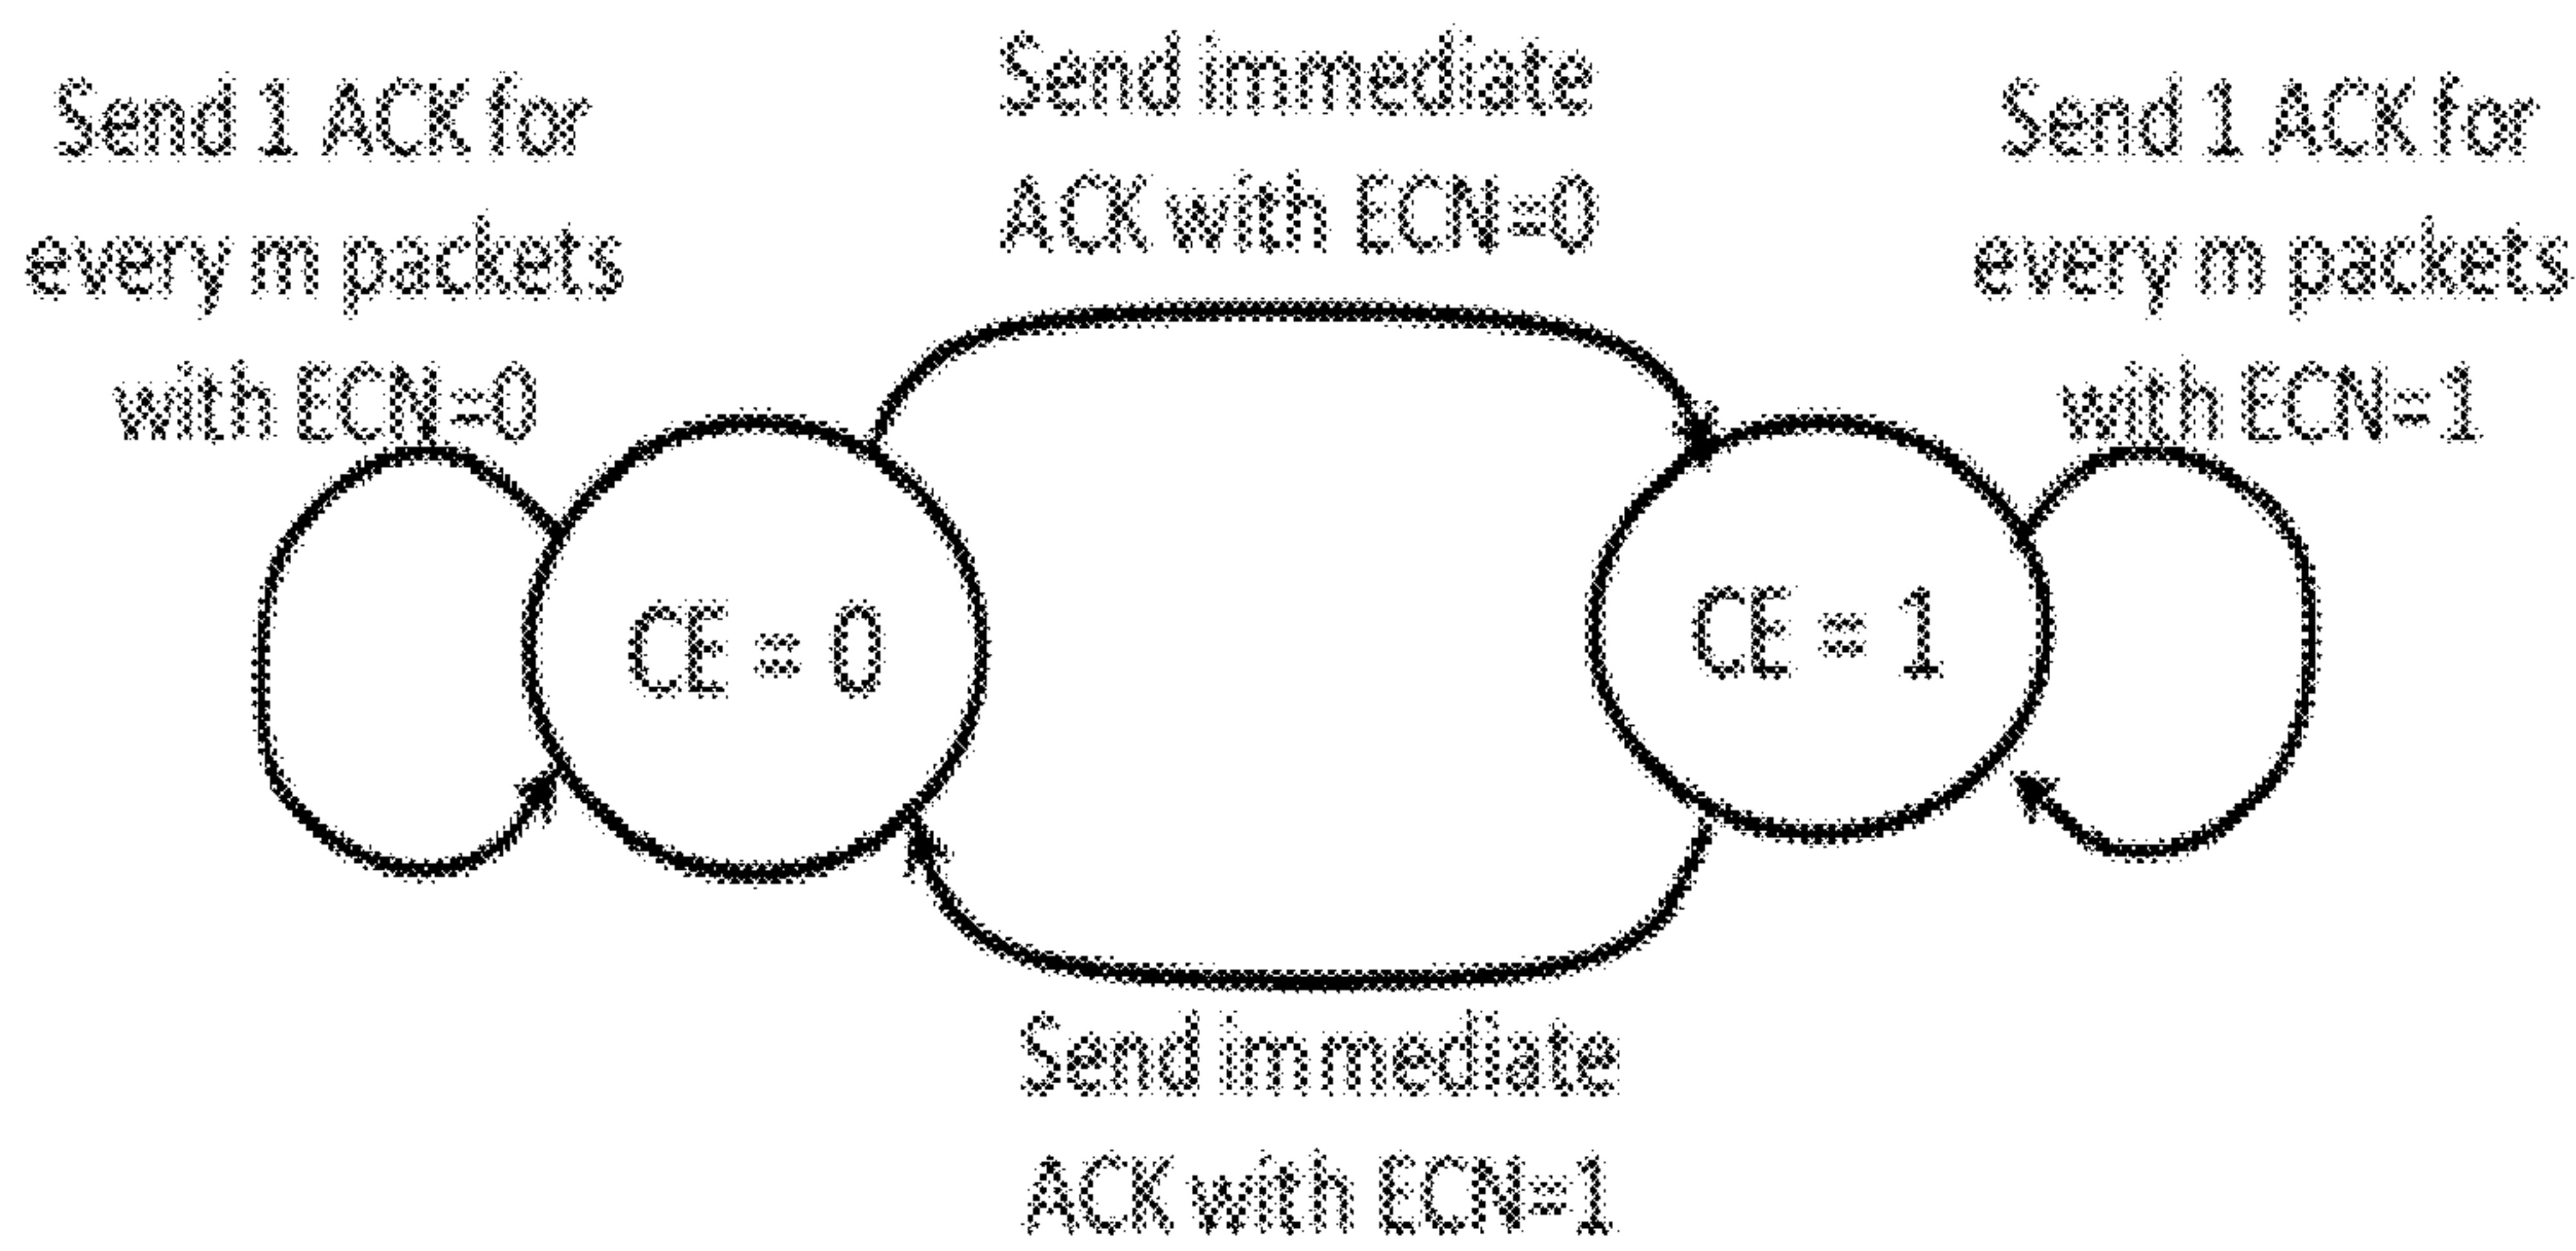 Send 1 ACK for
every m packets
with ECN=0
Send immediate
ACK with ECN=0
Send 1 ACK for
every m packets
with ECN=1
CE = 0
CE = 1
Send immediate
ACK with ECN=1